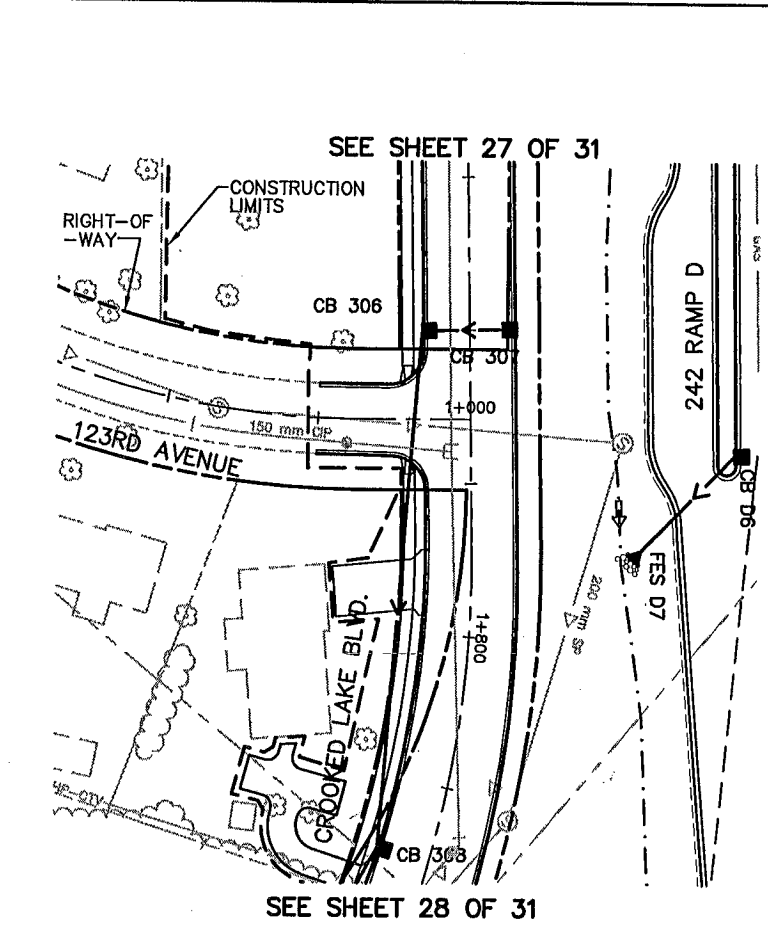 SEE SHEET 27 OF 31
CONSTRUCTION
LIMITS
RIGHT-OF
-WAY
CB 306
CB 307
242 RAMP D
1+000
150 mm CIP
S
S
123RD AVENUE
CB D6
FES D7
200 mm SP
1+800
CROOKED LAKE BLVD.
CB 308
SEE SHEET 28 OF 31